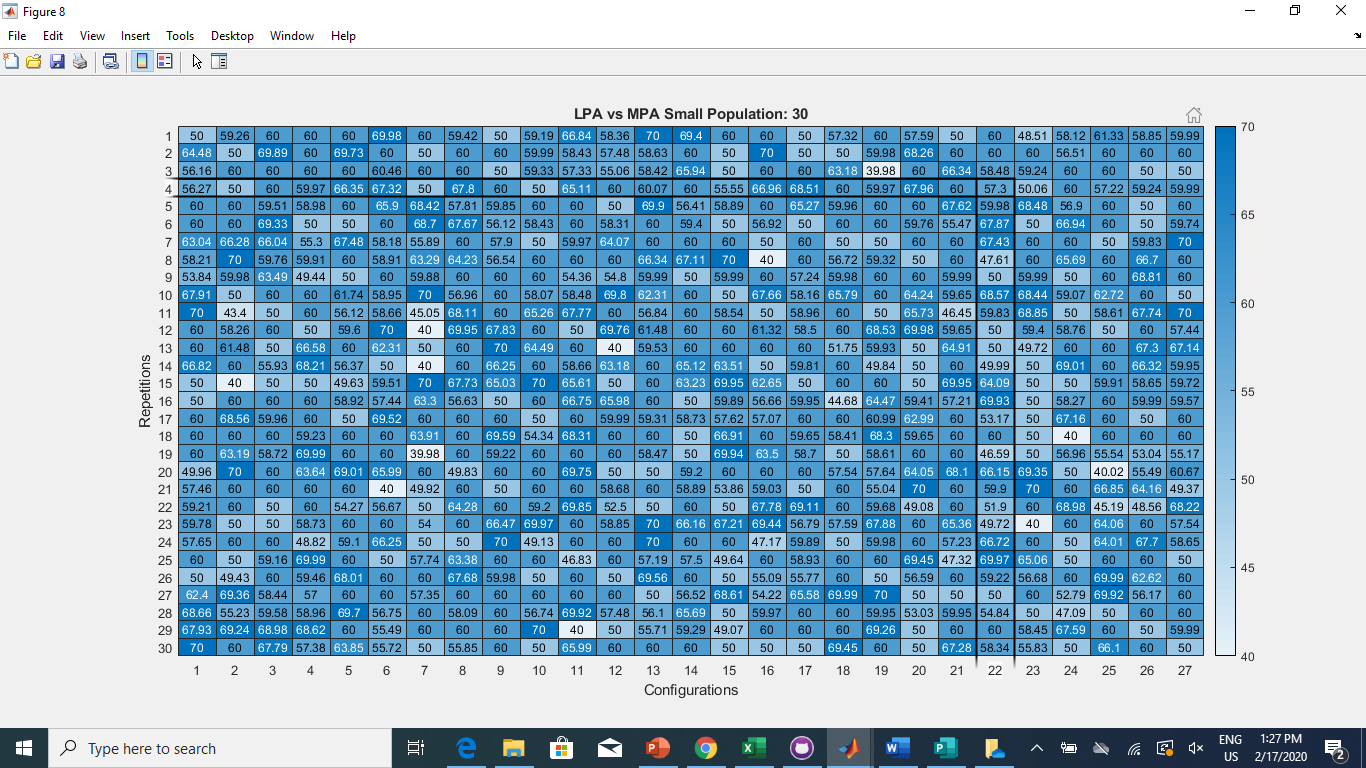 Figure 8
File Edit View Insert Tools Desktop Window Help
LPA vs MPA Small Population: 30
1 50 59.26 60 60 60 69.98 60 59.42 50 59.19 66.84 58.36 70 69.4 60 60 50 57.32 60 57.59 50 60 48.51 58.12 61.33 58.85 59.99
2 64.48 50 69.89 60 69.73 60 50 60 60 59.99 58.43 57.48 58.63 60 50 70 50 50 59.98 68.26 60 60 60 56.51 60 60 60
3 56.16 60 60 60 60 60.46 60 60 50 59.33 57.33 55.06 58.42 65.94 50 60 60 63.18 39.98 60 66.34 58.48 59.24 60 60 50 50
4 56.27 50 60 59.97 66.35 67.32 50 67.8 60 50 65.11 60 60.07 60 55.55 66.96 68.51 60 59.97 67.96 60 57.3 50.06 60 57.22 59.24 59.99
5 60 60 59.51 58.98 60 65.9 68.42 57.81 59.85 60 60 50 69.9 56.41 58.89 60 65.27 59.96 60 60 67.62 59.98 68.48 56.9 60 50 60
6 60 60 69.33 50 50 60 68.7 67.67 56.12 58.43 60 58.31 60 59.4 50 56.92 50 60 60 59.76 55.47 67.87 50 66.94 60 50 59.74
7 63.04 66.28 66.04 55.3 67.48 58.18 55.89 60 57.9 50 59.97 64.07 60 60 60 50 60 50 50 60 60 67.43 60 60 50 59.83 70
8 58.21 70 59.76 59.91 60 58.91 63.29 64.23 56.54 60 60 60 66.34 67.11 70 40 60 56.72 59.32 50 60 47.61 60 65.69 60 66.7 60
9 53.84 59.98 63.49 49.44 50 60 59.88 60 60 60 54.36 54.8 59.99 50 59.99 60 57.24 59.98 60 60 59.99 50 59.99 50 60 68.81 60
10 67.91 50 60 60 61.74 58.95 70 56.96 60 58.07 58.48 69.8 62.31 60 50 67.66 58.16 65.79 60 64.24 59.65 68.57 68.44 59.07 62.72 60 50
11 70 43.4 50 60 56.12 58.66 45.05 68.11 60 65.26 67.77 60 56.84 60 58.54 50 58.96 60 50 65.73 46.45 59.83 68.85 50 58.61 67.74 70
12 60 58.26 60 50 59.6 70 40 69.95 67.83 60 50 69.76 61.48 60 60 61.32 58.5 60 68.53 69.98 59.65 50 59.4 58.76 50 60 57.44
13 60 61.48 50 66.58 60 62.31 50 60 70 64.49 60 40 59.53 60 60 60 60 51.75 59.93 50 64.91 50 49.72 60 60 67.3 67.14
14 66.82 60 55.93 68.21 56.37 50 40 60 66.25 60 58.66 63.18 60 65.12 63.51 50 59.81 60 49.84 50 60 49.99 50 69.01 60 66.32 59.95
15 50 40 50 50 49.63 59.51 70 67.73 65.03 70 65.61 50 60 63.23 69.95 62.65 50 60 60 50 69.95 64.09 50 50 59.91 58.65 59.72
16 50 60 60 60 58.92 57.44 63.3 56.63 50 60 66.75 65.98 60 50 59.89 56.66 59.95 44.68 64.47 59.41 57.21 69.93 50 58.27 60 59.99 59.57
17 60 68.56 59.96 60 50 69.52 60 60 60 50 60 59.99 59.31 58.73 57.62 57.07 60 60 60.99 62.99 60 53.17 50 67.16 60 50 60
18 60 60 60 59.23 60 60 63.91 60 69.59 54.34 68.31 60 60 50 66.91 60 59.65 58.41 68.3 59.65 60 60 50 40 60 60 60
19 60 63.19 58.72 69.99 60 60 39.98 60 59.22 60 60 60 58.47 50 69.94 63.5 58.7 50 58.61 60 60 46.59 50 56.96 55.54 53.04 55.17
20 49.96 70 60 63.64 69.01 65.99 60 49.83 60 60 69.75 50 50 59.2 60 60 60 57.54 57.64 64.05 68.1 66.15 69.35 50 40.02 55.49 60.67
21 57.46 60 60 60 60 40 49.92 60 50 60 60 58.68 60 58.89 53.86 59.03 50 60 55.04 70 60 59.9 70 60 66.85 64.16 49.37
22 59.21 60 50 60 54.27 56.67 50 64.28 60 59.2 69.85 52.5 50 60 50 67.78 69.11 60 59.68 49.08 60 51.9 60 68.98 45.19 48.56 68.22
23 59.78 50 50 58.73 60 60 54 60 66.47 69.97 60 58.85 70 66.16 67.21 69.44 56.79 57.59 67.88 60 65.36 49.72 40 60 64.06 60 57.54
24 57.65 60 60 48.82 59.1 66.25 50 50 70 49.13 60 60 70 60 60 47.17 59.89 50 59.98 60 57.23 66.72 60 50 64.01 67.7 58.65
25 60 50 59.16 69.99 60 50 57.74 63.38 60 60 46.83 60 57.19 57.5 49.64 60 58.93 60 60 69.45 47.32 69.97 65.06 50 50 60 60
26 50 49.43 60 59.46 68.01 60 60 67.68 59.98 50 60 50 69.56 60 50 55.09 55.77 60 50 56.59 60 59.22 56.68 60 69.99 62.62 60
27 62.4 69.36 58.44 57 60 60 57.35 60 60 60 60 60 50 56.52 68.61 54.22 65.58 69.99 70 50 50 50 60 52.79 69.92 56.17 60
28 68.66 55.23 59.58 58.96 69.7 56.75 60 58.09 60 56.74 69.92 57.48 56.1 65.69 50 59.97 60 60 59.95 53.03 59.95 54.84 50 47.09 50 60 60
29 67.93 69.24 68.98 68.62 60 55.49 60 60 60 70 40 50 55.71 59.29 49.07 60 60 60 69.26 50 60 60 58.45 67.59 60 50 59.99
30 70 60 67.79 57.38 63.85 55.72 50 55.85 60 50 65.99 60 60 60 50 50 50 69.45 60 50 67.28 58.34 55.83 50 66.1 60 50
1 2 3 4 5 6 7 8 9 10 11 12 13 14 15 16 17 18 19 20 21 22 23 24 25 26 27
Repetitions
Configurations
70
65
60
55
50
45
40
Type here to search
ENG
US
1:27 PM
2/17/2020
2